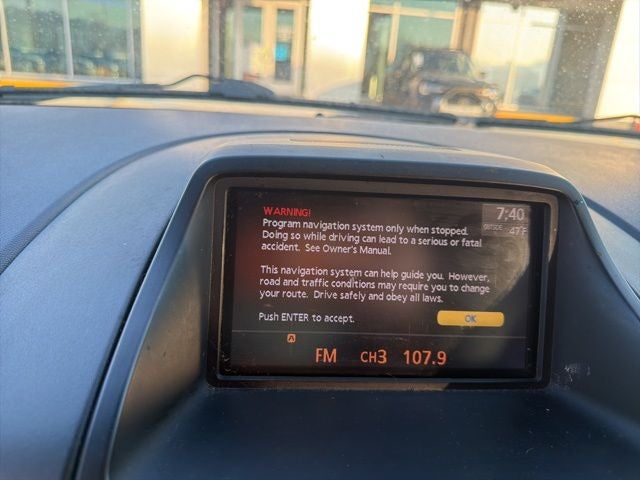 WARNING!
Program navigation system only when stopped.
Doing so while driving can lead to a serious or fatal
accident. See Owner's Manual.
This navigation system can help guide you. However,
road and traffic conditions may require you to change
your route. Drive safely and obey all laws.
Push ENTER to accept.
7:40
OUTSIDE 47°F
OK
A
FM CH3 107.9